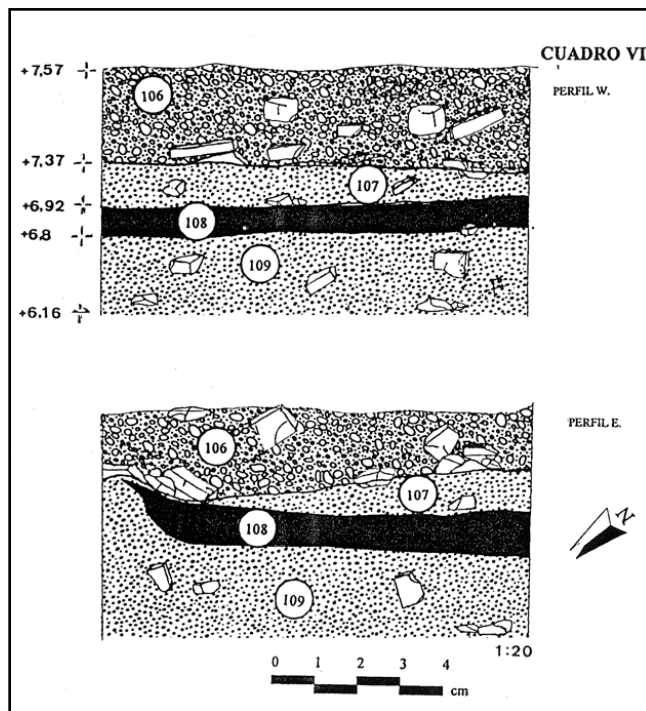 CUADRO VI
PERFIL W.
+7,57
106
+7,37
107
+6,92
108
+6.8
109
+6.16
PERFIL E.
106
107
108
N
109
1:20
0 1 2 3 4
cm